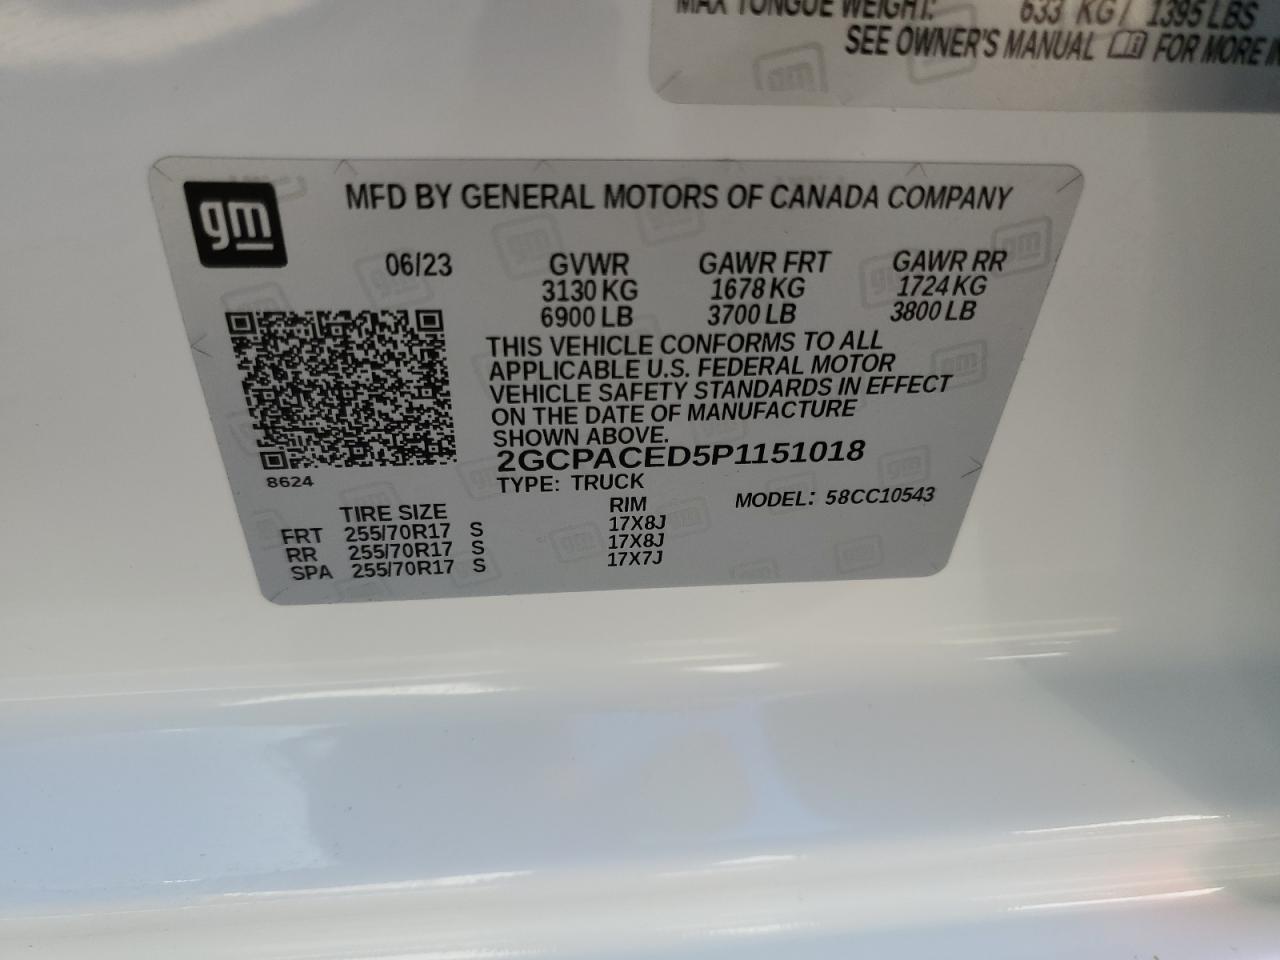 MAX TONGUE WEIGHT: 633 KG / 1395 LBS
SEE OWNER'S MANUAL FOR MORE
gm
MFD BY GENERAL MOTORS OF CANADA COMPANY
06/23 GVWR GAWR FRT GAWR RR
3130 KG 1678 KG 1724 KG
6900 LB 3700 LB 3800 LB
THIS VEHICLE CONFORMS TO ALL
APPLICABLE U.S. FEDERAL MOTOR
VEHICLE SAFETY STANDARDS IN EFFECT
ON THE DATE OF MANUFACTURE
SHOWN ABOVE.
2GCPACED5P1151018
8624
TYPE: TRUCK
MODEL: 58CC10543
TIRE SIZE RIM
FRT 255/70R17 S 17X8J
RR 255/70R17 S 17X8J
SPA 255/70R17 S 17X7J